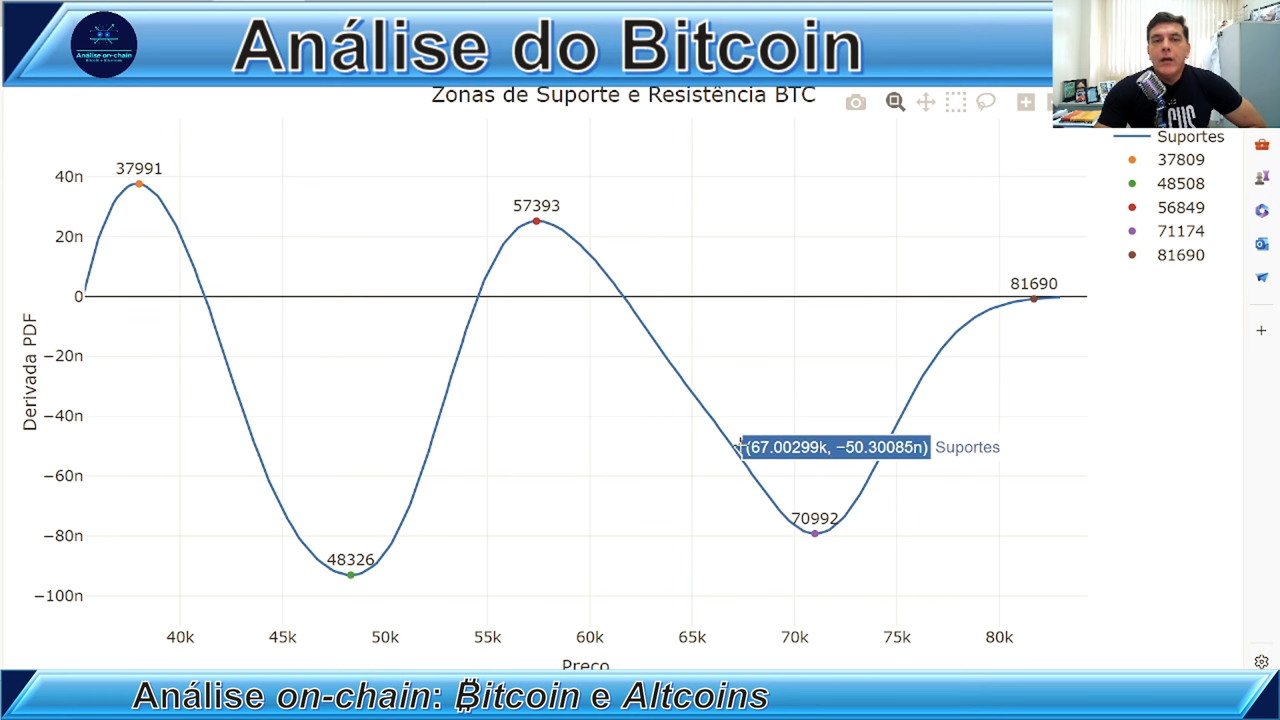 Análise do Bitcoin
Análise on-chain
Zonas de Suporte e Resistência BTC
Suportes
37809
48508
56849
71174
81690
37991
57393
81690
(67.00299k, −50.30085n) Suportes
70992
48326
Derivada PDF
40n
20n
0
−20n
−40n
−60n
−80n
−100n
40k
45k
50k
55k
60k
65k
70k
75k
80k
Preço
Análise on-chain: ₿itcoin e Altcoins